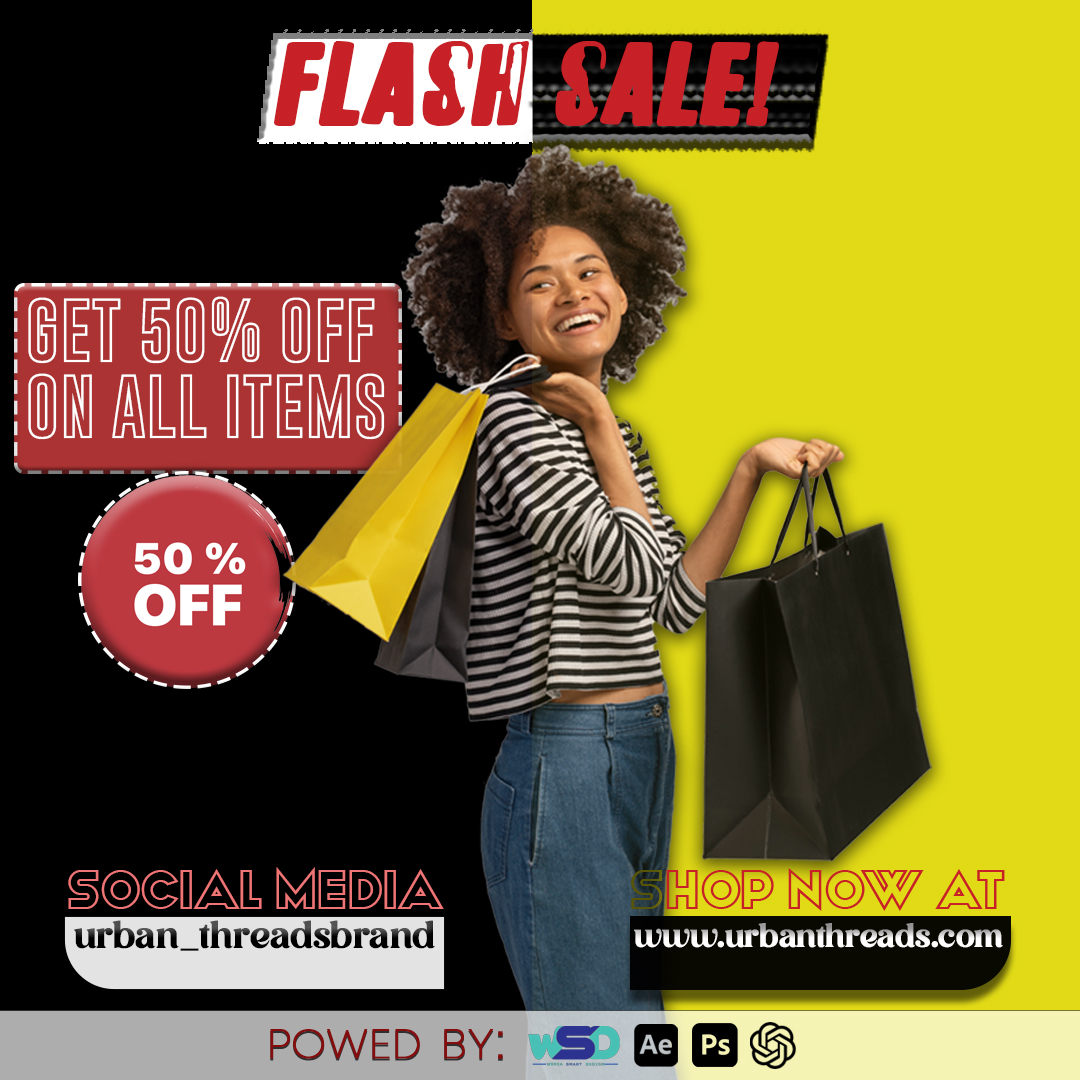 FLASH SALE!
GET 50% OFF
ON ALL ITEMS
50 %
OFF
SOCIAL MEDIA
urban_threadsbrand
SHOP NOW AT
www.urbanthreads.com
POWED BY: WSD Ae Ps